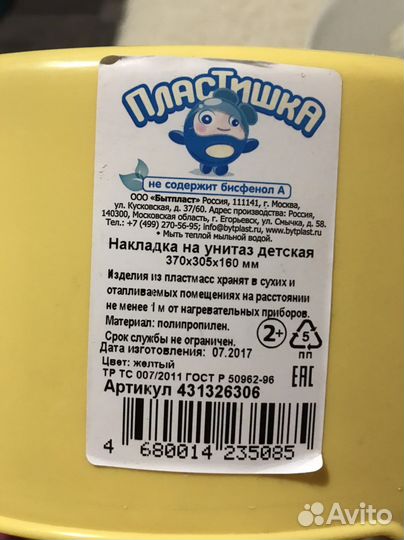 ПЛАСТИШКА
не содержит бисфенол А
ООО «Бытпласт» Россия, 111141, г. Москва,
ул. Кусковская, д. 37/60. Адрес производства: Россия,
140300, Московская область, г. Егорьевск, ул. Смычка, д. 58.
Тел.: +7 (499) 270-56-95; info@bytplast.ru, www.bytplast.ru
• Мыть теплой мыльной водой.
Накладка на унитаз детская
370х305х160 мм
Изделия из пластмасс хранят в сухих и
отапливаемых помещениях на расстоянии
не менее 1 м от нагревательных приборов.
Материал: полипропилен.
Срок службы не ограничен.
Дата изготовления: 07.2017
Цвет: желтый
ТР ТС 007/2011 ГОСТ Р 50962-96
2+
5
ПП
ЕАС
Артикул 431326306
4 680014 235085
Avito